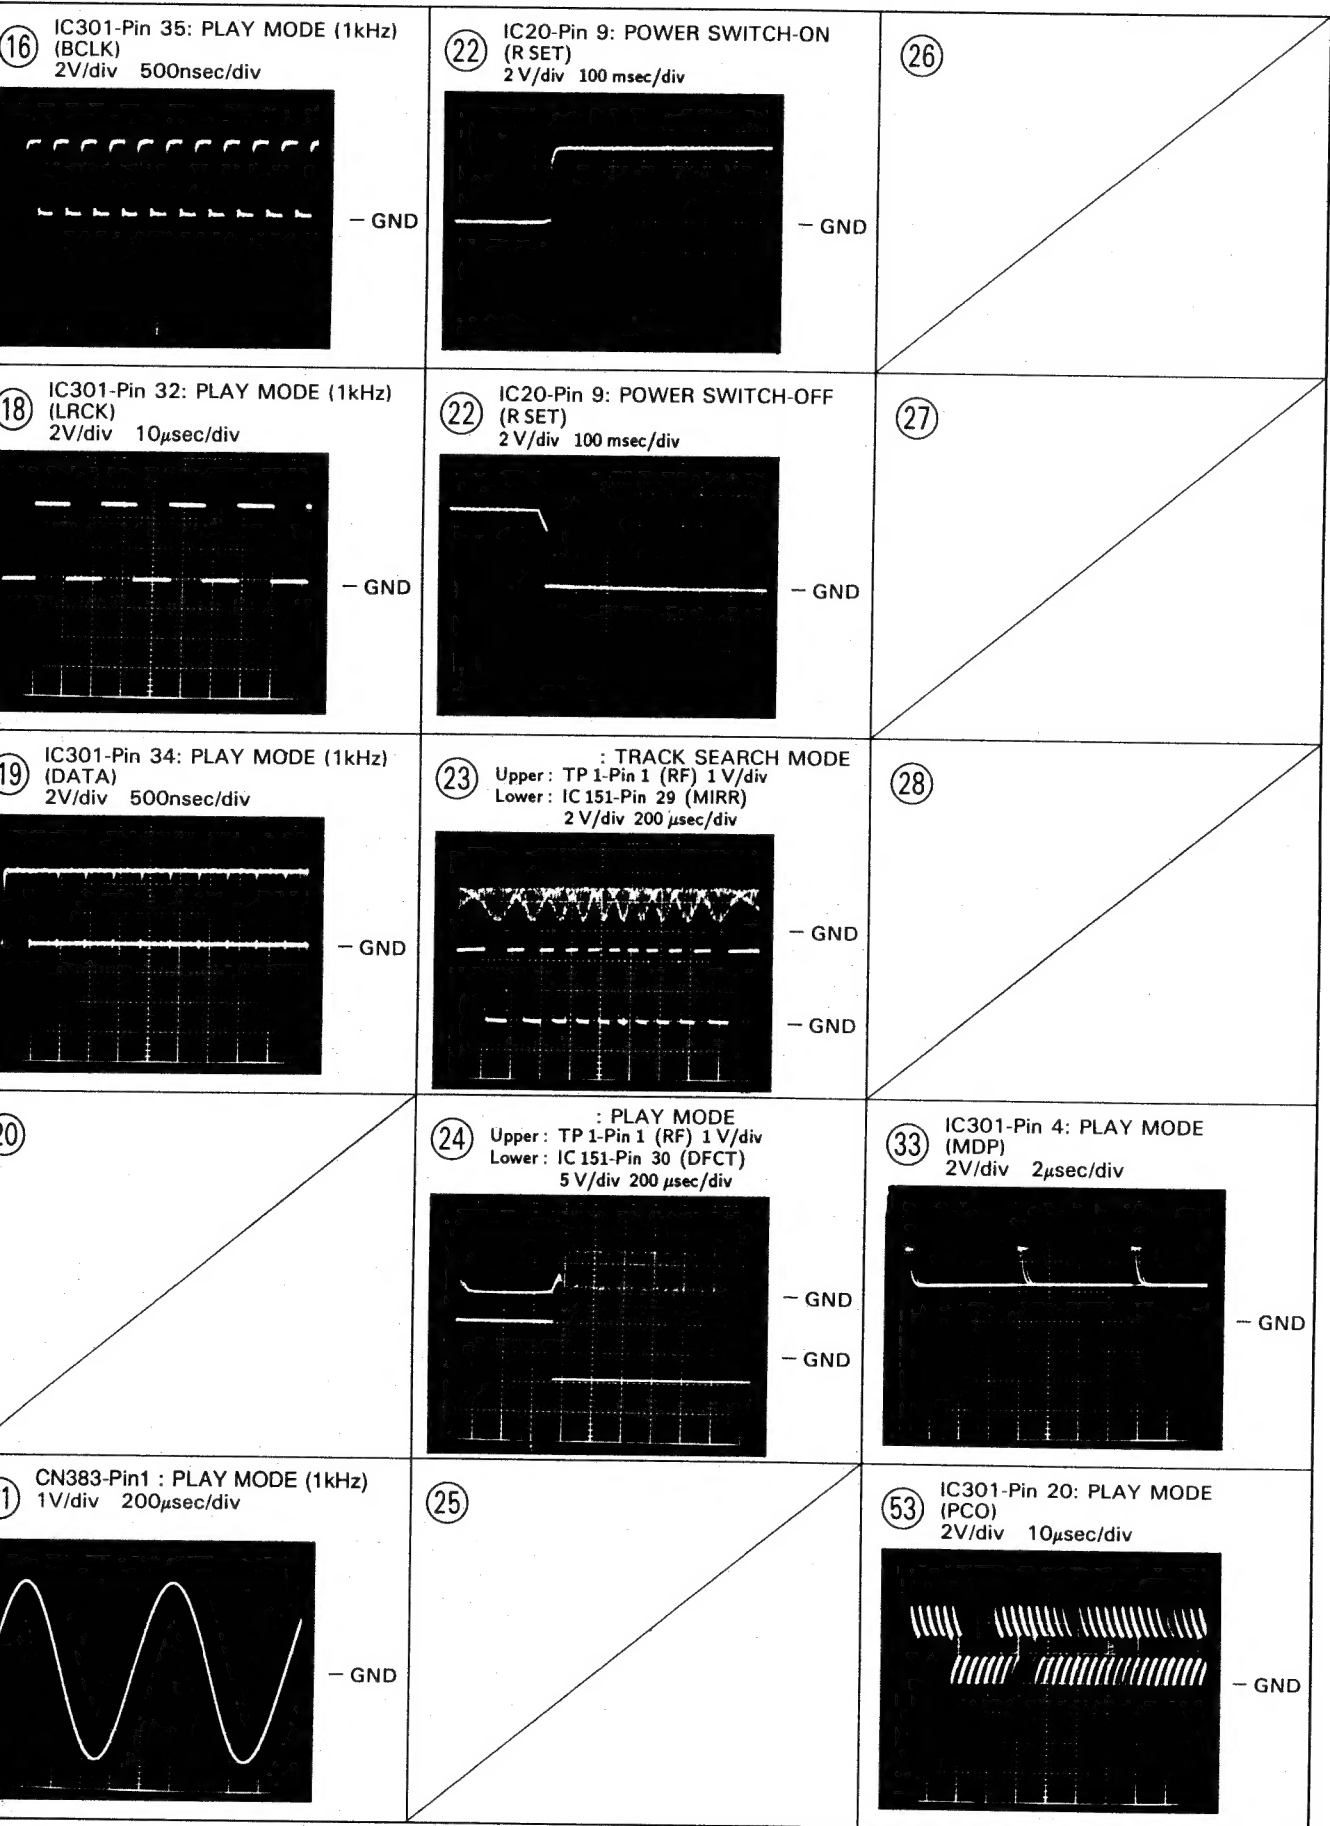 16 IC301-Pin 35: PLAY MODE (1kHz)
(BCLK)
2V/div 500nsec/div
— GND
22 IC20-Pin 9: POWER SWITCH-ON
(R SET)
2 V/div 100 msec/div
— GND
26
18 IC301-Pin 32: PLAY MODE (1kHz)
(LRCK)
2V/div 10μsec/div
— GND
22 IC20-Pin 9: POWER SWITCH-OFF
(R SET)
2 V/div 100 msec/div
— GND
27
19 IC301-Pin 34: PLAY MODE (1kHz)
(DATA)
2V/div 500nsec/div
— GND
23 : TRACK SEARCH MODE
Upper : TP 1-Pin 1 (RF) 1 V/div
Lower : IC 151-Pin 29 (MIRR)
2 V/div 200 μsec/div
— GND
— GND
28
20
24 : PLAY MODE
Upper : TP 1-Pin 1 (RF) 1 V/div
Lower : IC 151-Pin 30 (DFCT)
5 V/div 200 μsec/div
— GND
— GND
33 IC301-Pin 4: PLAY MODE
(MDP)
2V/div 2μsec/div
— GND
1 CN383-Pin1 : PLAY MODE (1kHz)
1V/div 200μsec/div
— GND
25
53 IC301-Pin 20: PLAY MODE
(PCO)
2V/div 10μsec/div
— GND